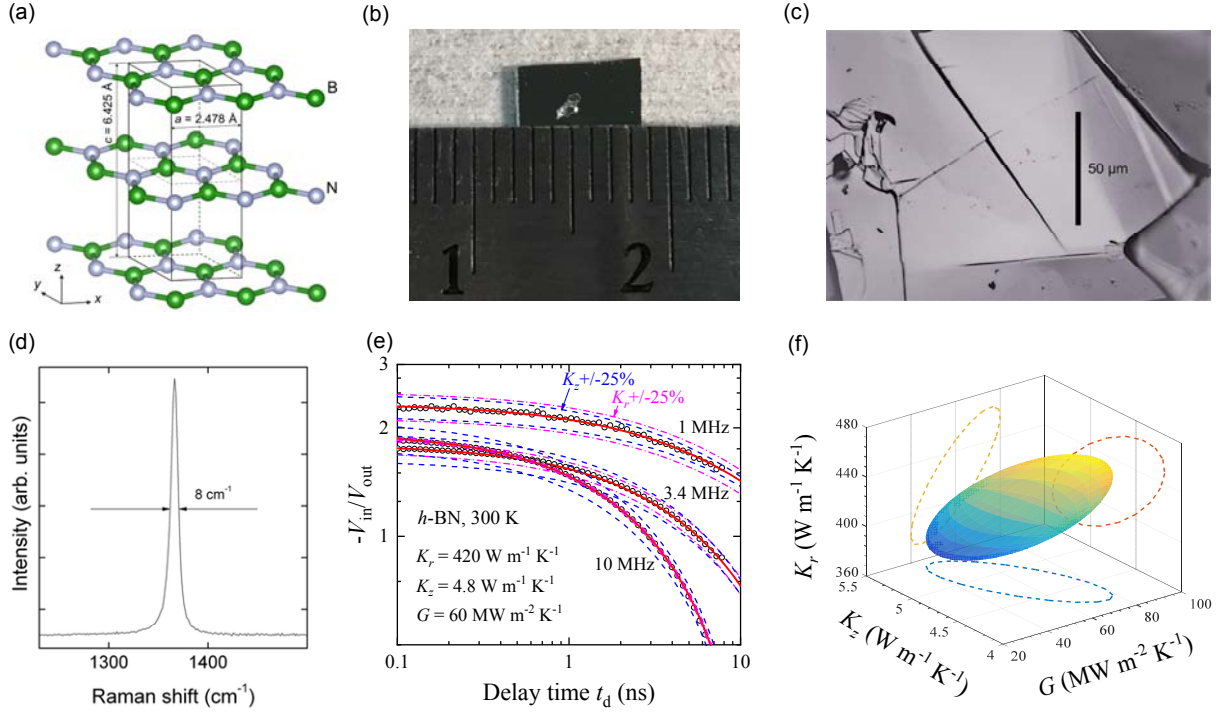 (a)
B
c = 6.425 Å
a = 2.478 Å
N
z
y
x
(b)
1
2
(c)
50 µm
(d)
Intensity (arb. units)
8 cm⁻¹
1300
1400
Raman shift (cm⁻¹)
(e)
3
2
1
-Vin/Vout
Kz+/-25%
Kr+/-25%
1 MHz
3.4 MHz
10 MHz
h-BN, 300 K
Kr = 420 W m⁻¹ K⁻¹
Kz = 4.8 W m⁻¹ K⁻¹
G = 60 MW m⁻² K⁻¹
0.1
1
10
Delay time td (ns)
(f)
480
440
400
360
Kr (W m⁻¹ K⁻¹)
5.5
5
4.5
4
Kz (W m⁻¹ K⁻¹)
20
40
60
80
100
G (MW m⁻² K⁻¹)